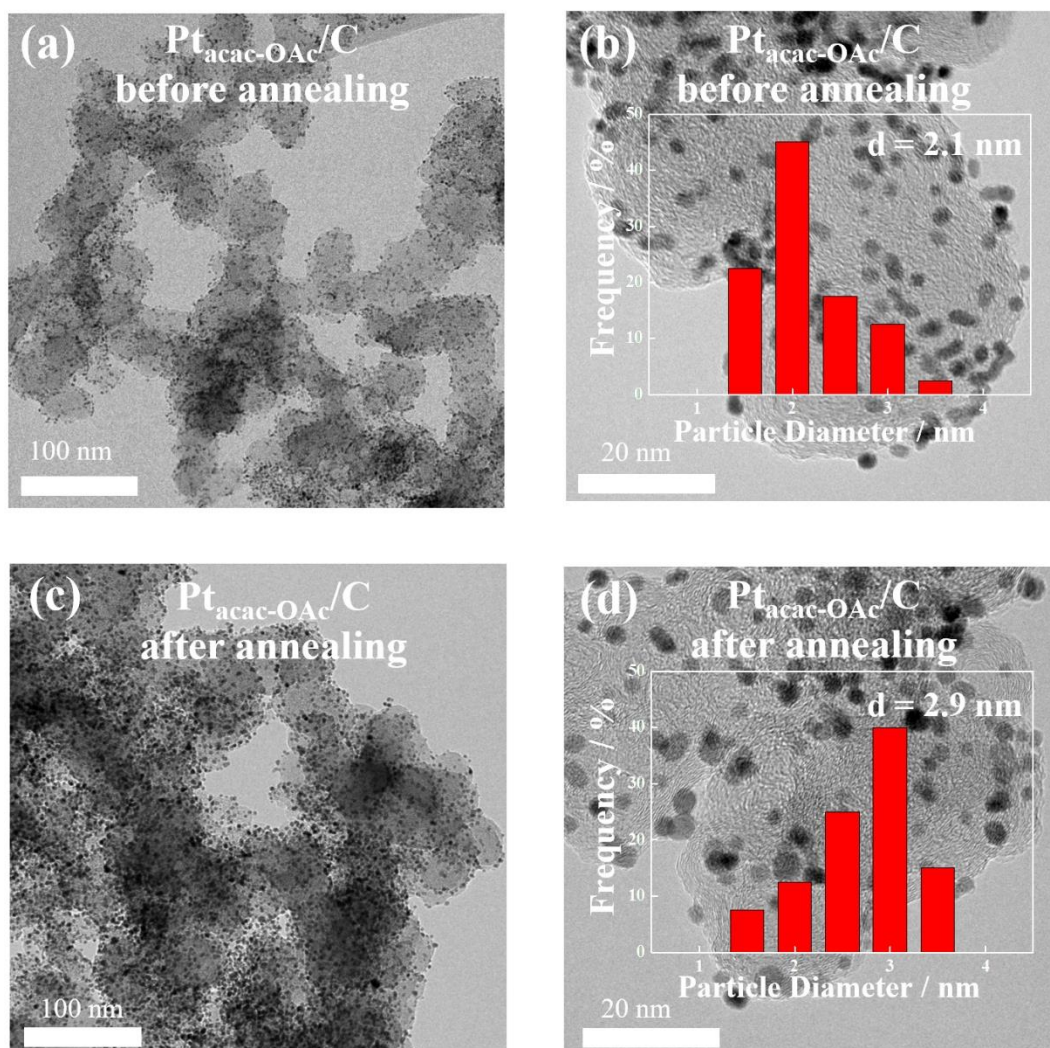 (a)
Pt_acac-OAc/C
before annealing
100 nm
(b)
Pt_acac-OAc/C
before annealing
d = 2.1 nm
Frequency / %
50
40
30
20
10
0
1 2 3 4
Particle Diameter / nm
20 nm
(c)
Pt_acac-OAc/C
after annealing
100 nm
(d)
Pt_acac-OAc/C
after annealing
d = 2.9 nm
Frequency / %
50
40
30
20
10
0
1 2 3 4
Particle Diameter / nm
20 nm